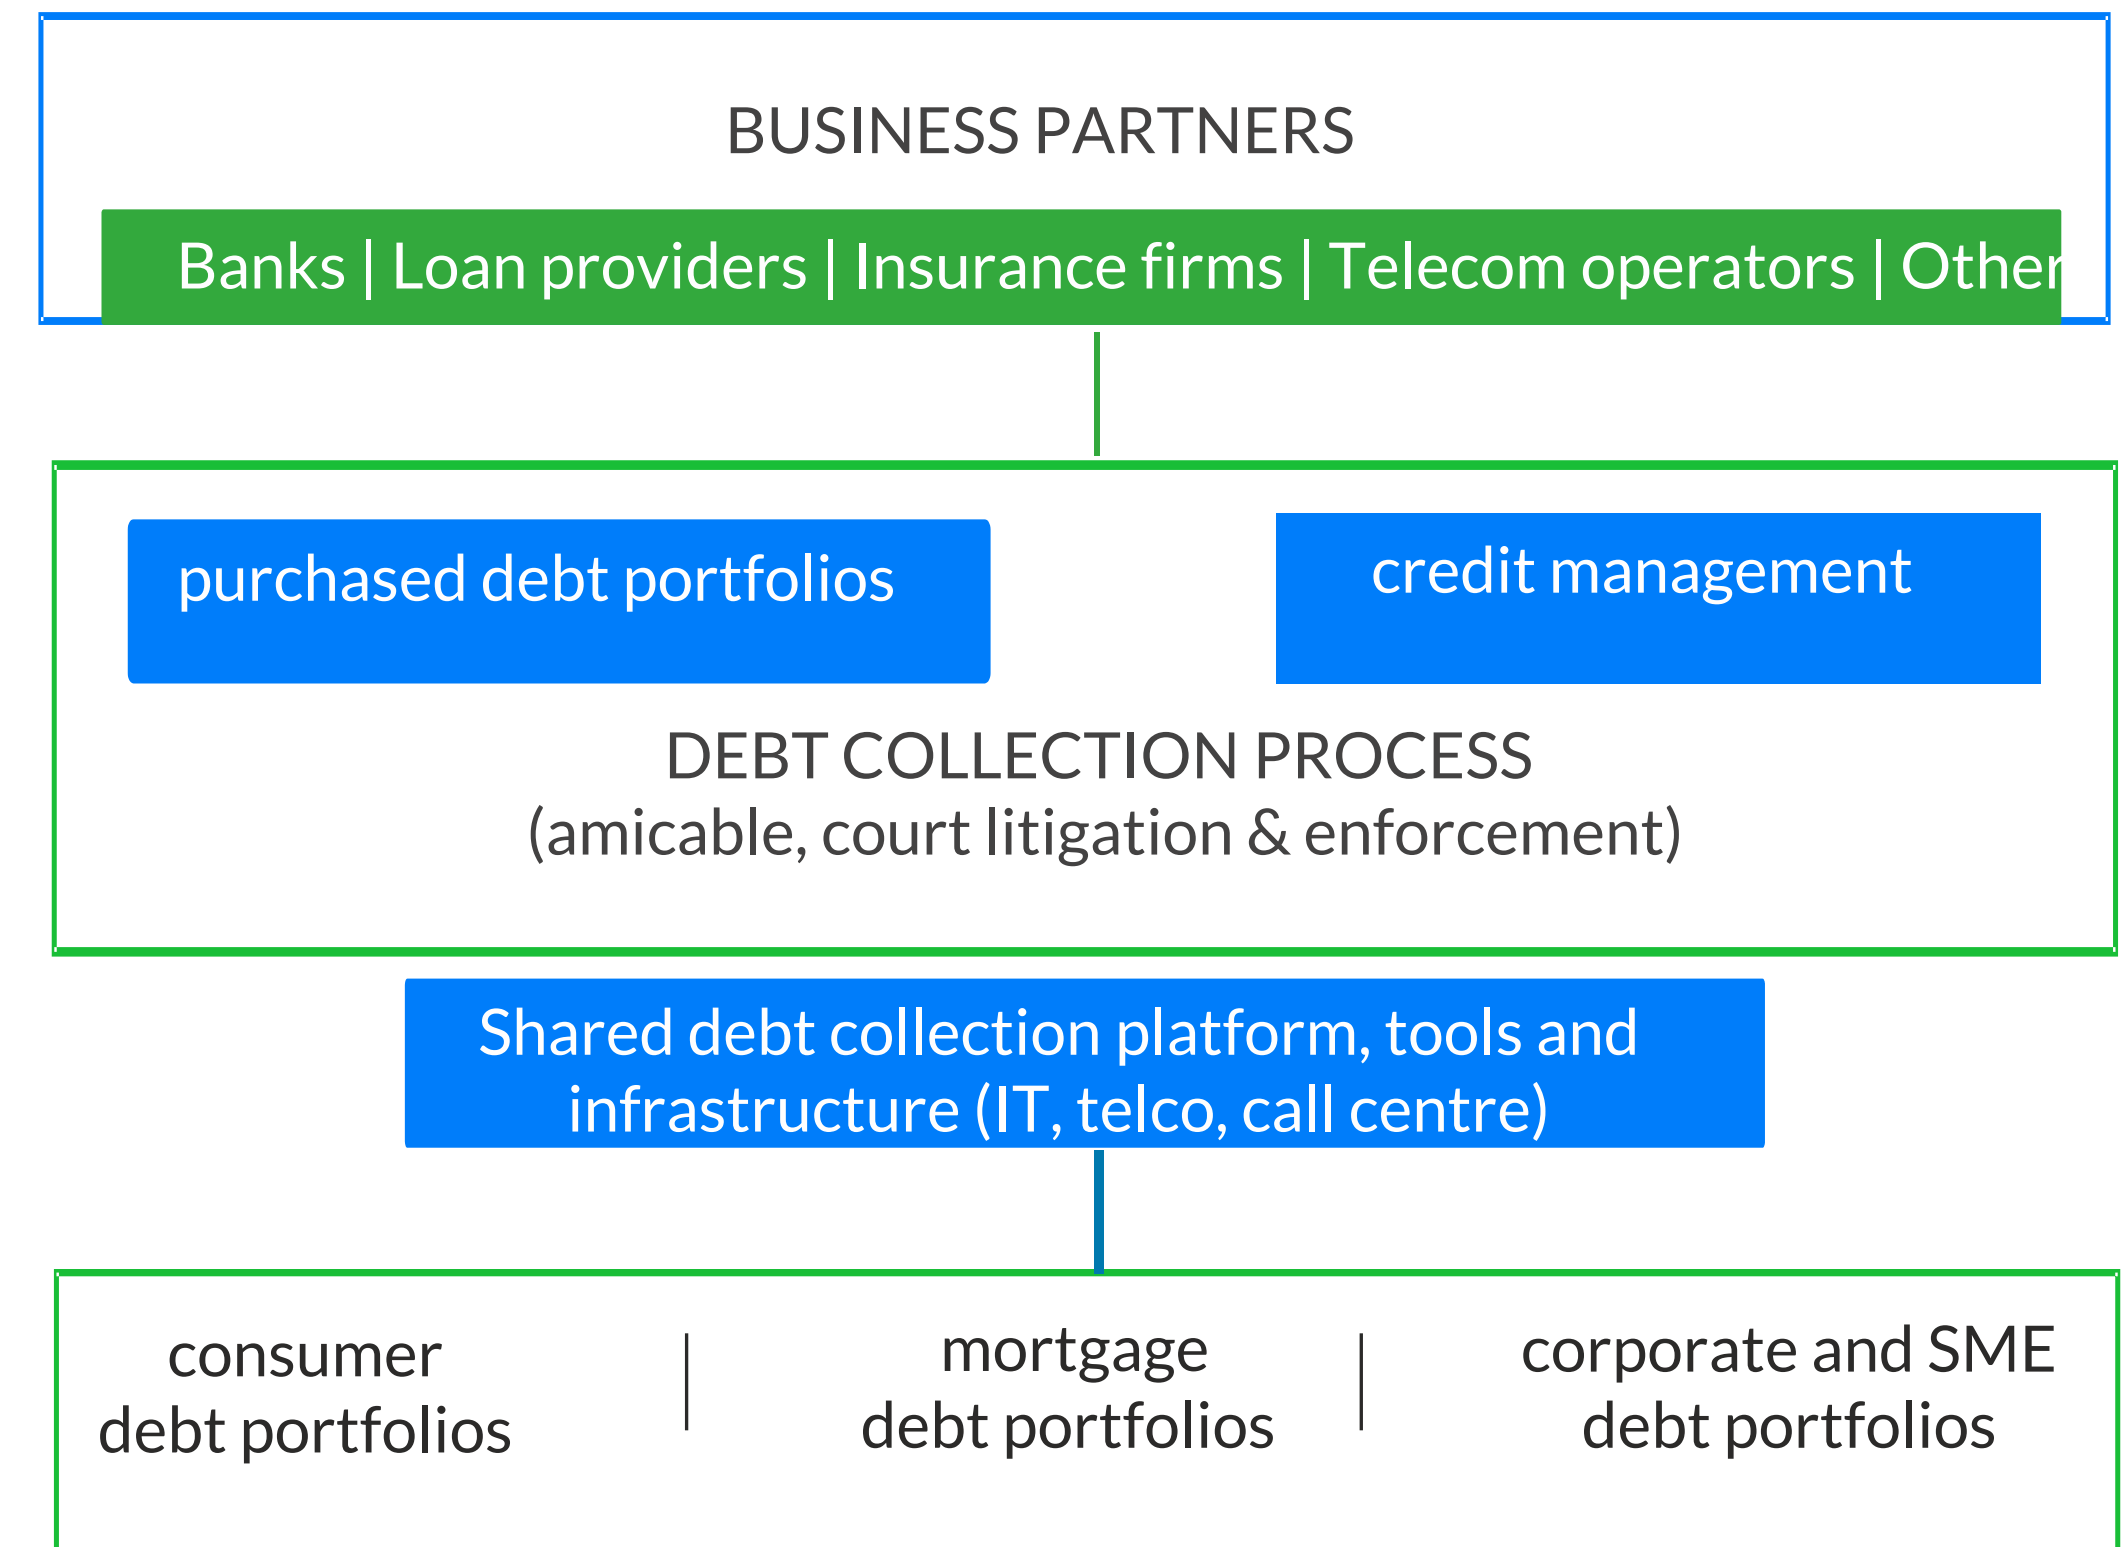 BUSINESS PARTNERS
Banks | Loan providers | Insurance firms | Telecom operators | Other
purchased debt portfolios
credit management
DEBT COLLECTION PROCESS
(amicable, court litigation & enforcement)
Shared debt collection platform, tools and
infrastructure (IT, telco, call centre)
consumer
debt portfolios
mortgage
debt portfolios
corporate and SME
debt portfolios